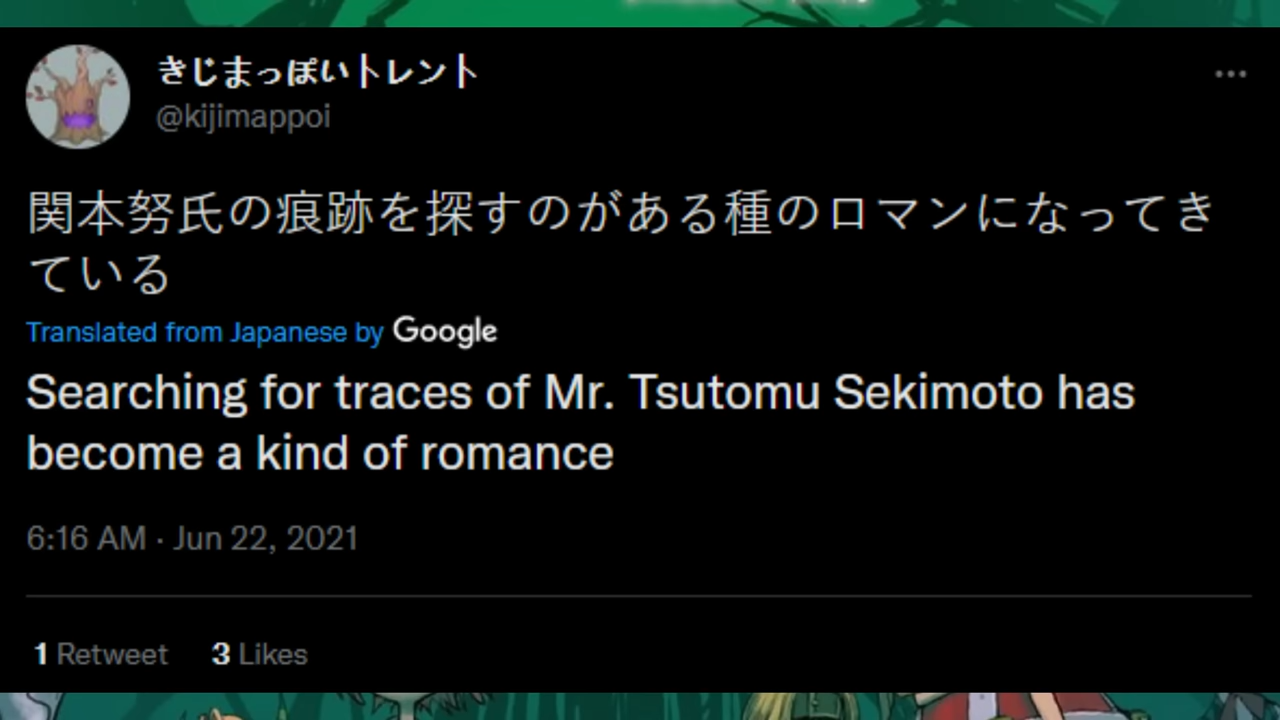 きじまっぽいトレント
@kijimappoi
関本努氏の痕跡を探すのがある種のロマンになってき
ている
Translated from Japanese by Google
Searching for traces of Mr. Tsutomu Sekimoto has
become a kind of romance
6:16 AM · Jun 22, 2021
1 Retweet 3 Likes